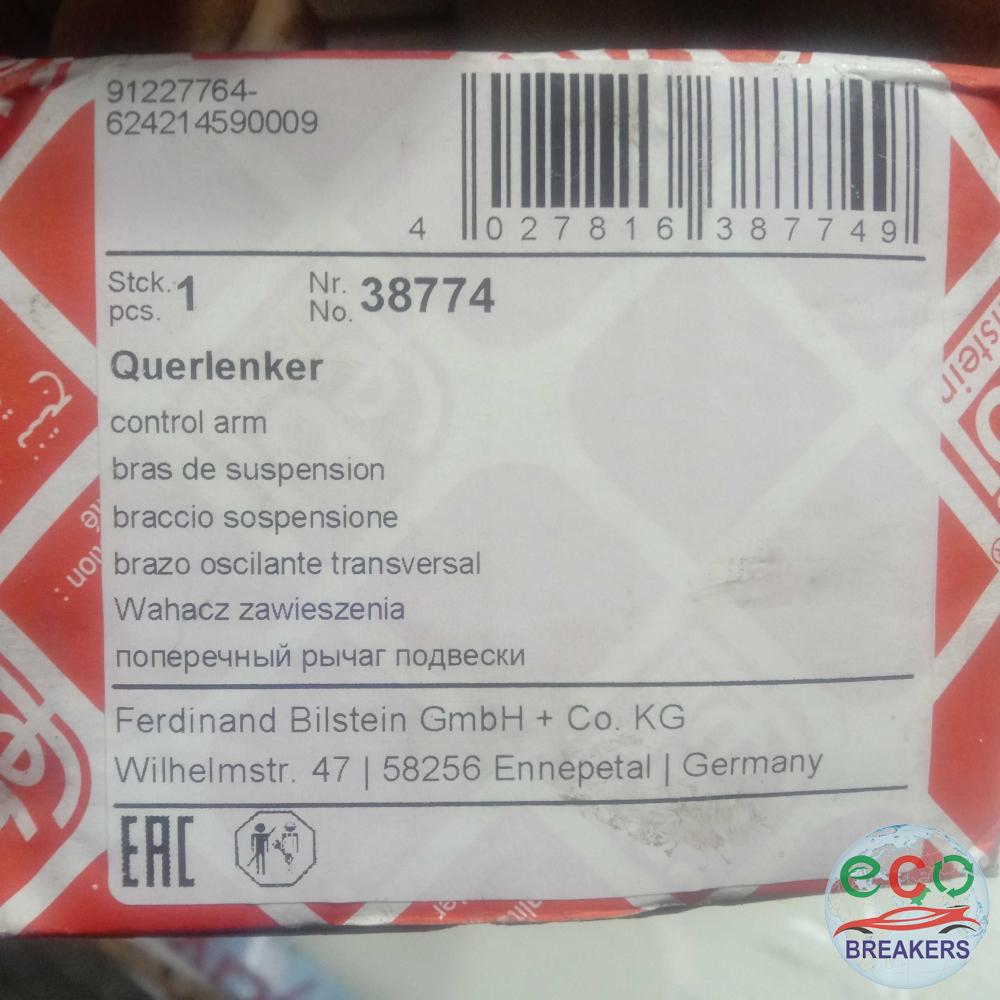 91227764-
624214590009
4 027816 387749
Stck. 1
pcs.
Nr. 38774
No.
Querlenker
control arm
bras de suspension
braccio sospensione
brazo oscilante transversal
Wahacz zawieszenia
поперечный рычаг подвески
Ferdinand Bilstein GmbH + Co. KG
Wilhelmstr. 47 | 58256 Ennepetal | Germany
EAC
eco
BREAKERS